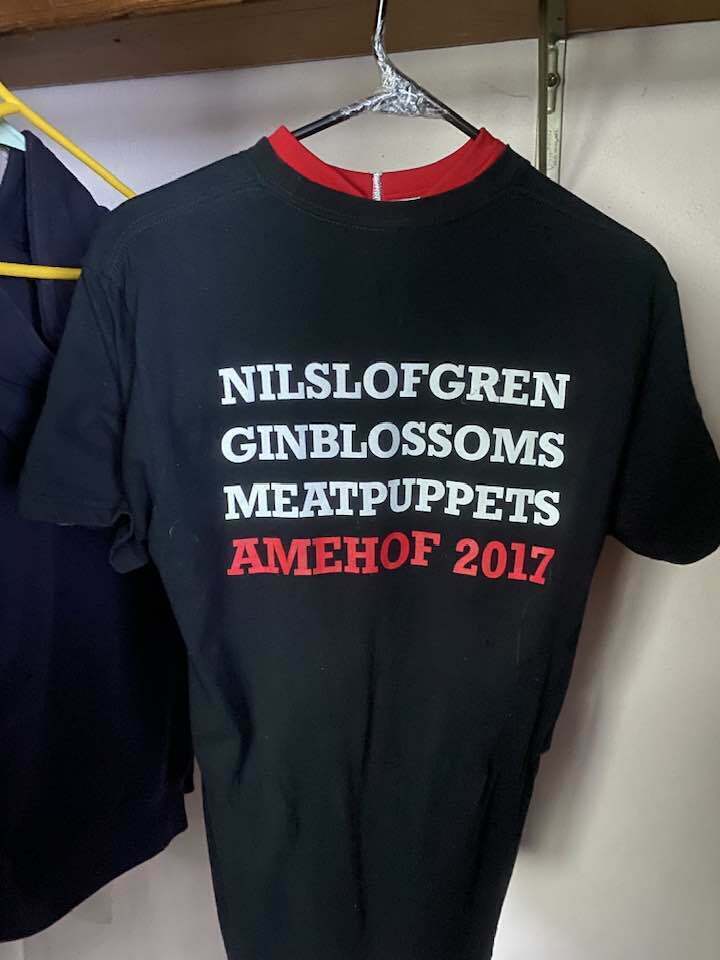 NILSLOFGREN
GINBLOSSOMS
MEATPUPPETS
AMEHOF 2017